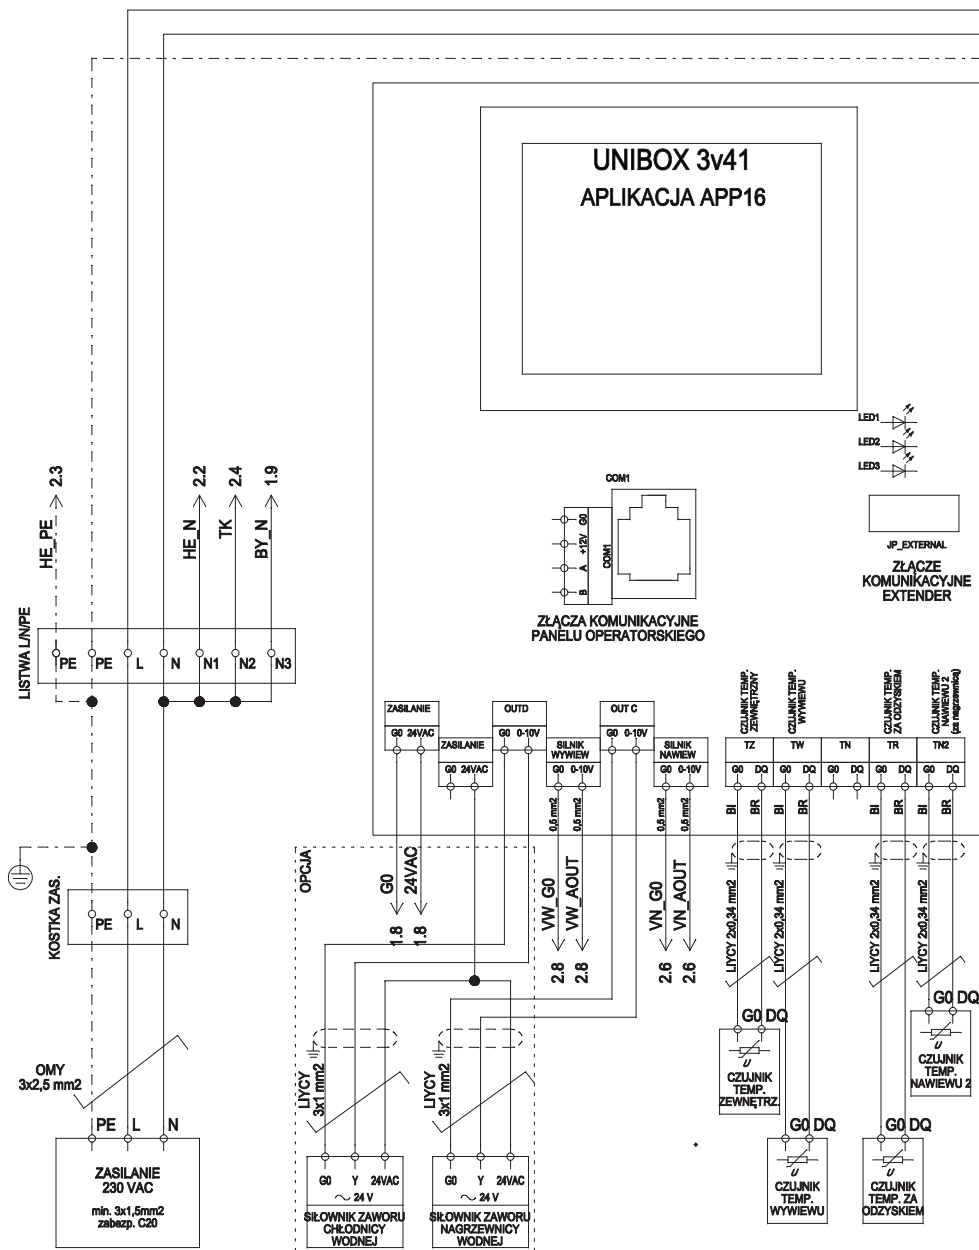 UNIBOX 3v41
APLIKACJA APP16
LED1
LED2
LED3
JP_EXTERNAL
ZŁĄCZE
KOMUNIKACYJNE
EXTENDER
COM1
COM1
G0
+12V
A
B
ZŁĄCZA KOMUNIKACYJNE
PANELU OPERATORSKIEGO
HE_PE
2.3
HE_N
2.2
TK
2.4
BY_N
1.9
LISTWA L/N/PE
PE
PE
L
N
N1
N2
N3
ZASILANIE
G0 24VAC
ZASILANIE
G0 24VAC
OUTD
G0 0-10V
SILNIK
WYWIEW
G0 0-10V
OUT C
G0 0-10V
SILNIK
NAWIEW
G0 0-10V
CZUJNIK TEMP.
ZEWNĘTRZNY
CZUJNIK TEMP.
WYWIEWU
CZUJNIK TEMP.
ZA ODZYSKIEM
CZUJNIK TEMP.
NAWIEWU 2
(za nagrzewnicą)
TZ
TW
TN
TR
TN2
G0 DQ
G0 DQ
G0 DQ
G0 DQ
G0 DQ
0,5 mm2
0,5 mm2
0,5 mm2
0,5 mm2
BI
BR
BI
BR
BI
BR
BI
BR
OPCJA
G0
1.8
24VAC
1.8
VW_G0
2.8
VW_AOUT
2.8
VN_G0
2.6
VN_AOUT
2.6
LIYCY 2x0,34 mm2
LIYCY 2x0,34 mm2
LIYCY 2x0,34 mm2
LIYCY 2x0,34 mm2
KOSTKA ZAS.
PE
L
N
OMY
3x2,5 mm2
PE
L
N
ZASILANIE
230 VAC
min. 3x1,5mm2
zabezp. C20
LIYCY
3x1 mm2
LIYCY
3x1 mm2
G0 Y 24VAC
~ 24 V
SIŁOWNIK ZAWORU
CHŁODNICY
WODNEJ
G0 Y 24VAC
~ 24 V
SIŁOWNIK ZAWORU
NAGRZEWNICY
WODNEJ
G0 DQ
U
CZUJNIK
TEMP.
ZEWNĘTRZ.
G0 DQ
U
CZUJNIK
TEMP.
WYWIEWU
G0 DQ
U
CZUJNIK
TEMP. ZA
ODZYSKIEM
G0 DQ
U
CZUJNIK
TEMP.
NAWIEWU 2